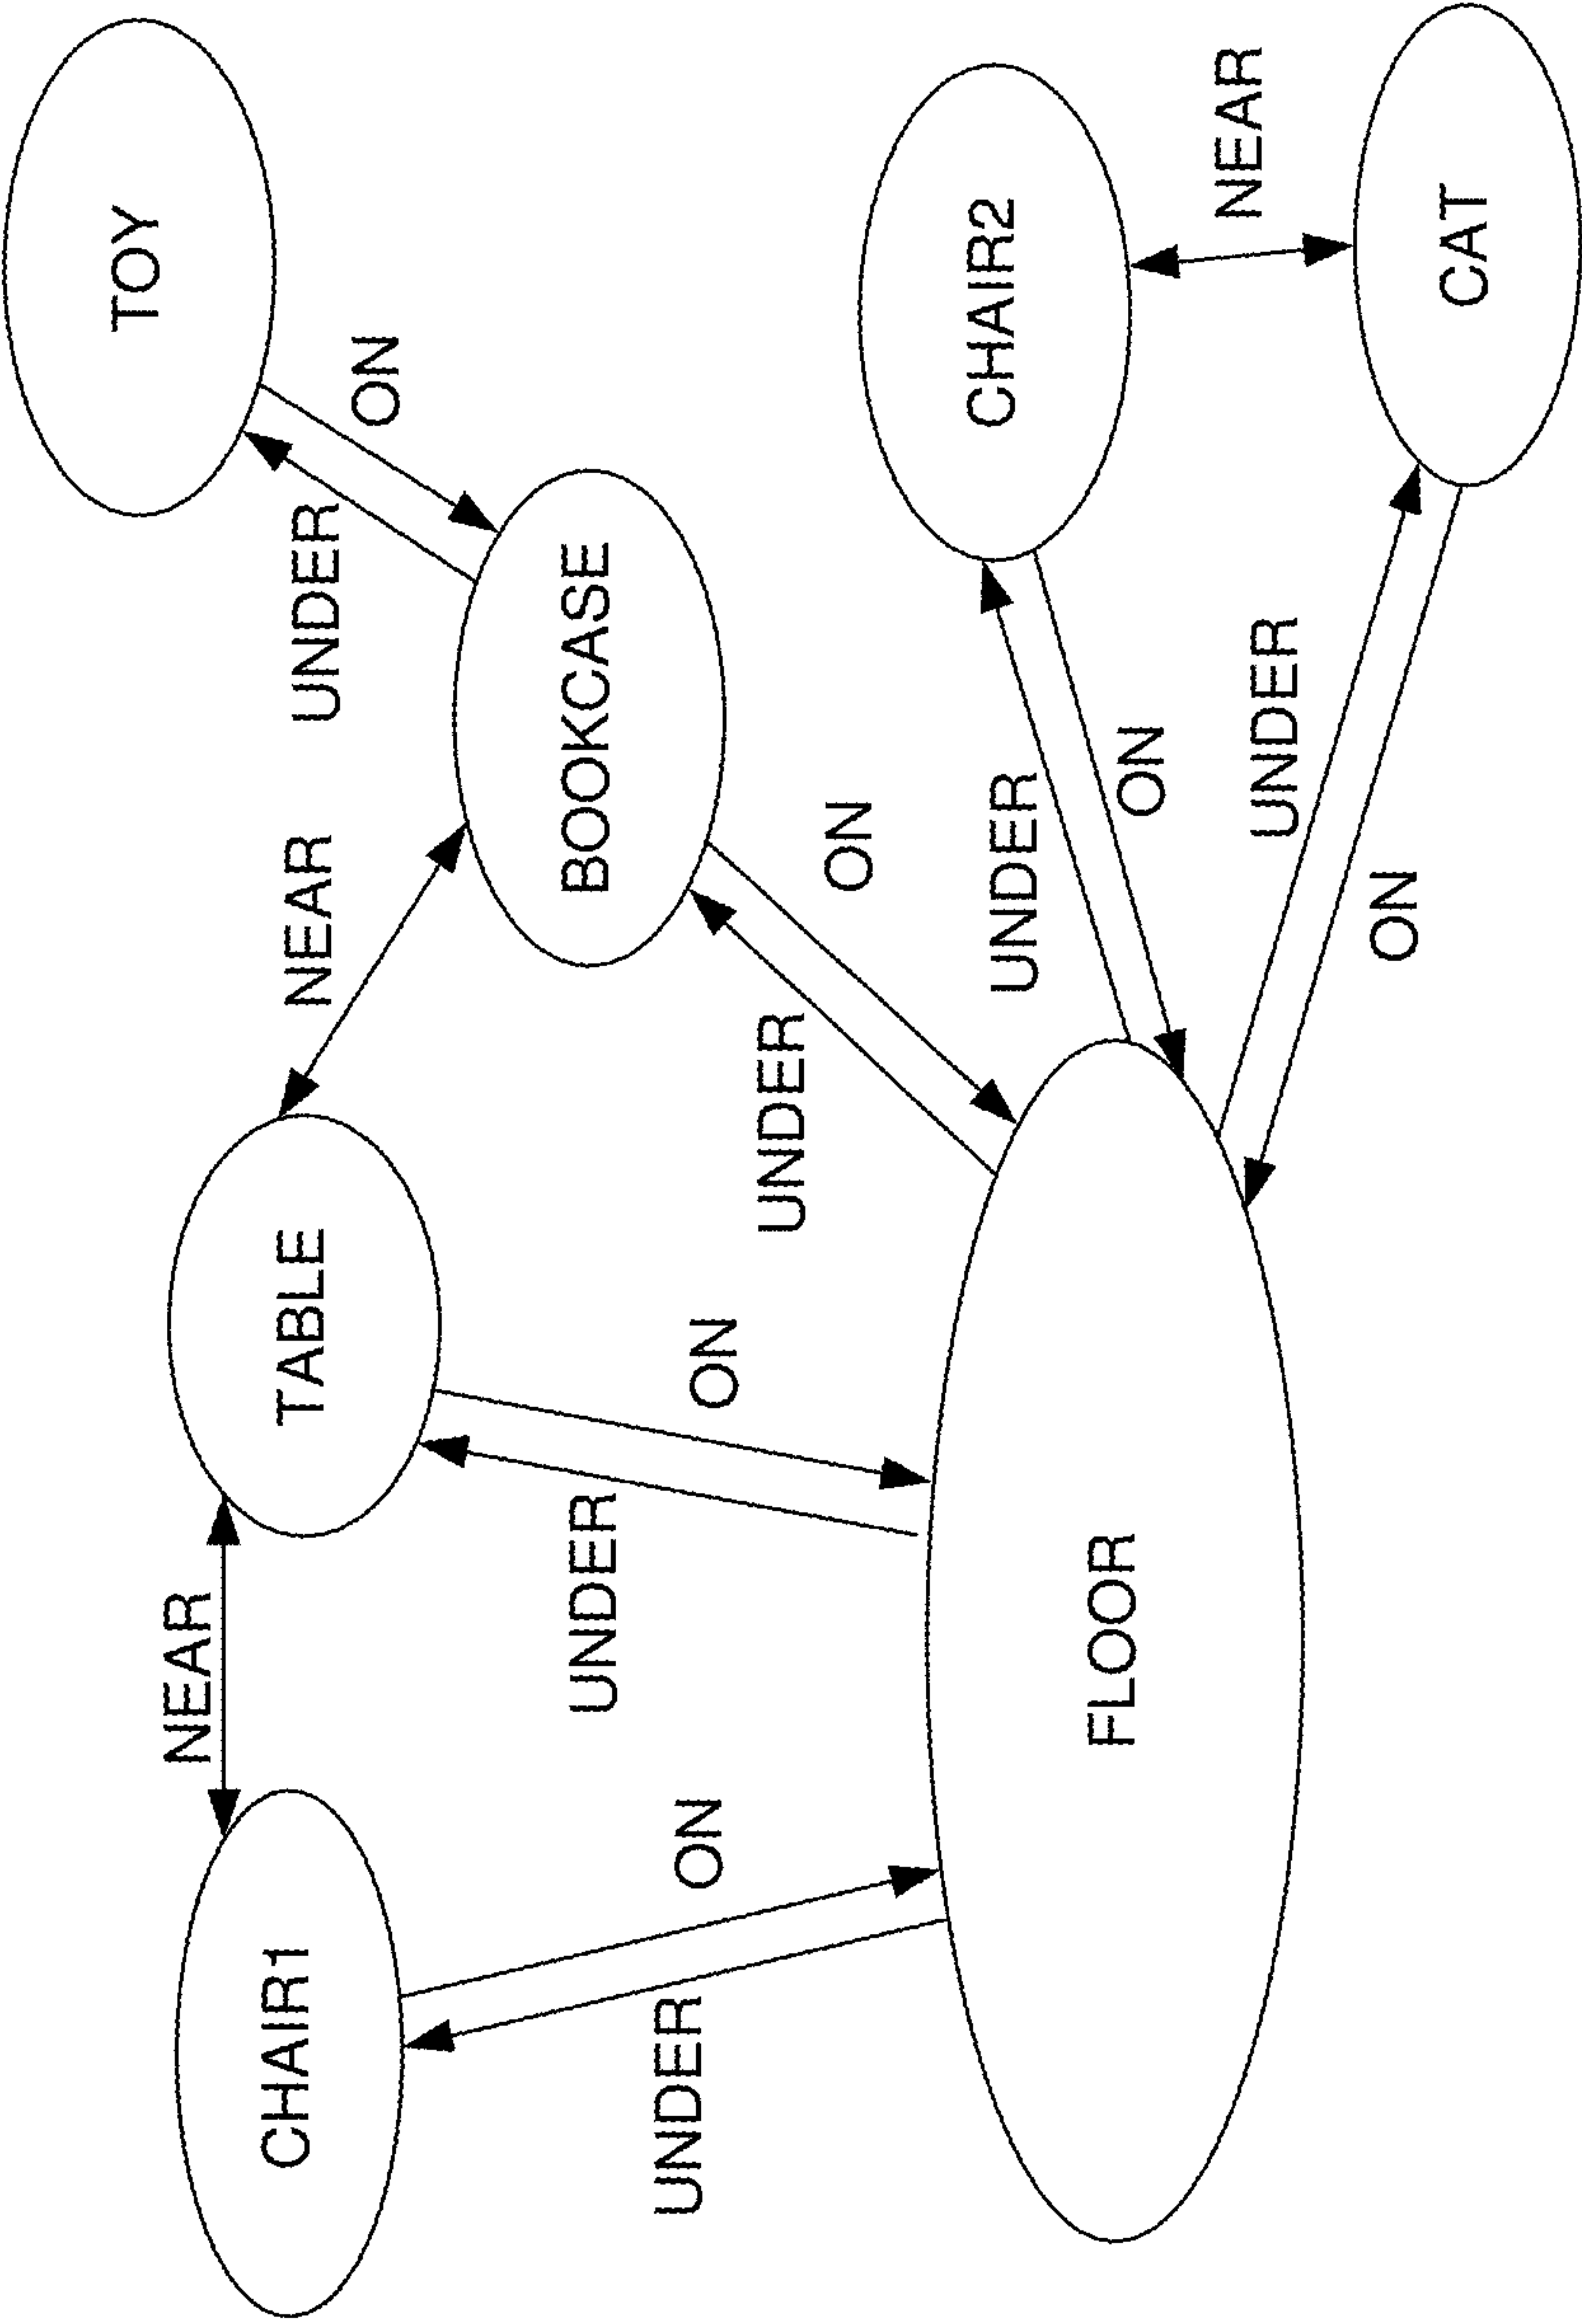 TOY
ON
UNDER
NEAR
BOOKCASE
TABLE
NEAR
CHAIR1
ON
UNDER
ON
UNDER
ON
UNDER
CHAIR2
NEAR
CAT
UNDER
ON
UNDER
ON
FLOOR